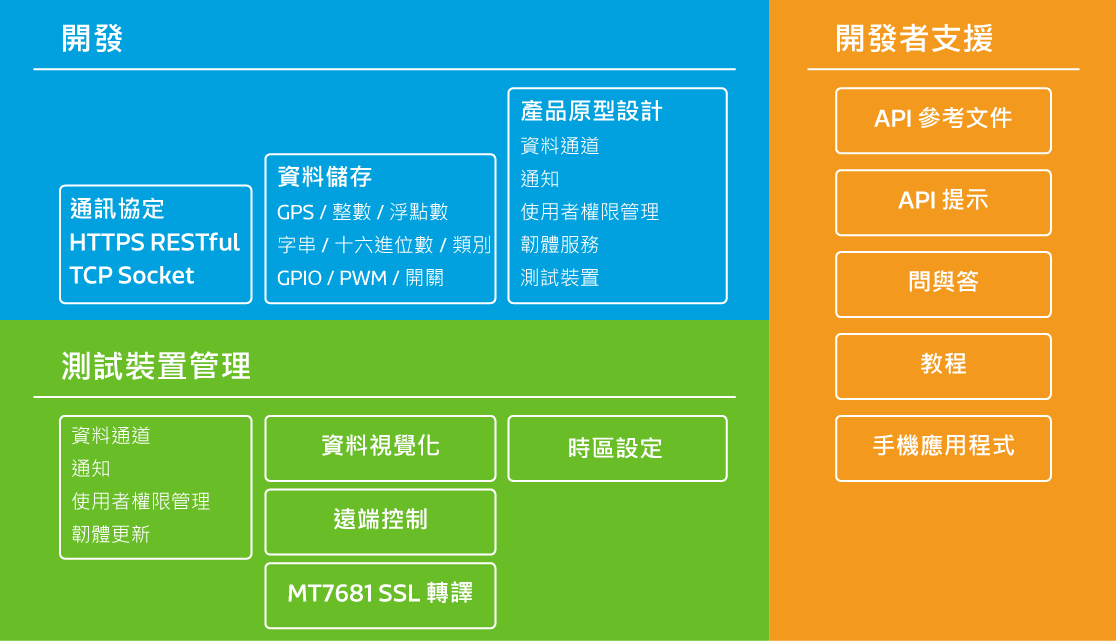 開發
通訊協定
HTTPS RESTful
TCP Socket
資料儲存
GPS / 整數 / 浮點數
字串 / 十六進位數 / 類別
GPIO / PWM / 開關
產品原型設計
資料通道
通知
使用者權限管理
韌體服務
測試裝置
測試裝置管理
資料通道
通知
使用者權限管理
韌體更新
資料視覺化
遠端控制
MT7681 SSL 轉譯
時區設定
開發者支援
API 參考文件
API 提示
問與答
教程
手機應用程式